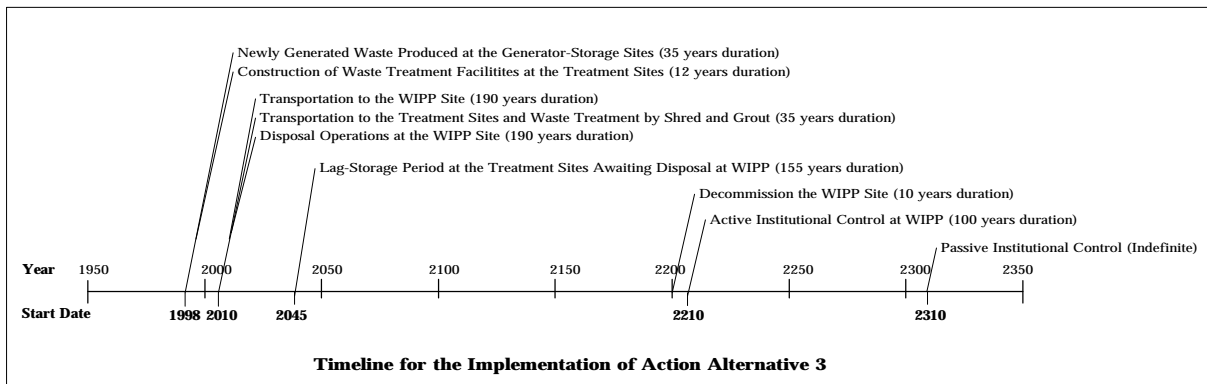 Newly Generated Waste Produced at the Generator-Storage Sites (35 years duration)
Construction of Waste Treatment Facilitites at the Treatment Sites (12 years duration)
Transportation to the WIPP Site (190 years duration)
Transportation to the Treatment Sites and Waste Treatment by Shred and Grout (35 years duration)
Disposal Operations at the WIPP Site (190 years duration)
Lag-Storage Period at the Treatment Sites Awaiting Disposal at WIPP (155 years duration)
Decommission the WIPP Site (10 years duration)
Active Institutional Control at WIPP (100 years duration)
Passive Institutional Control (Indefinite)
Year 1950 2000 2050 2100 2150 2200 2250 2300 2350
Start Date 1998 2010 2045 2210 2310
Timeline for the Implementation of Action Alternative 3